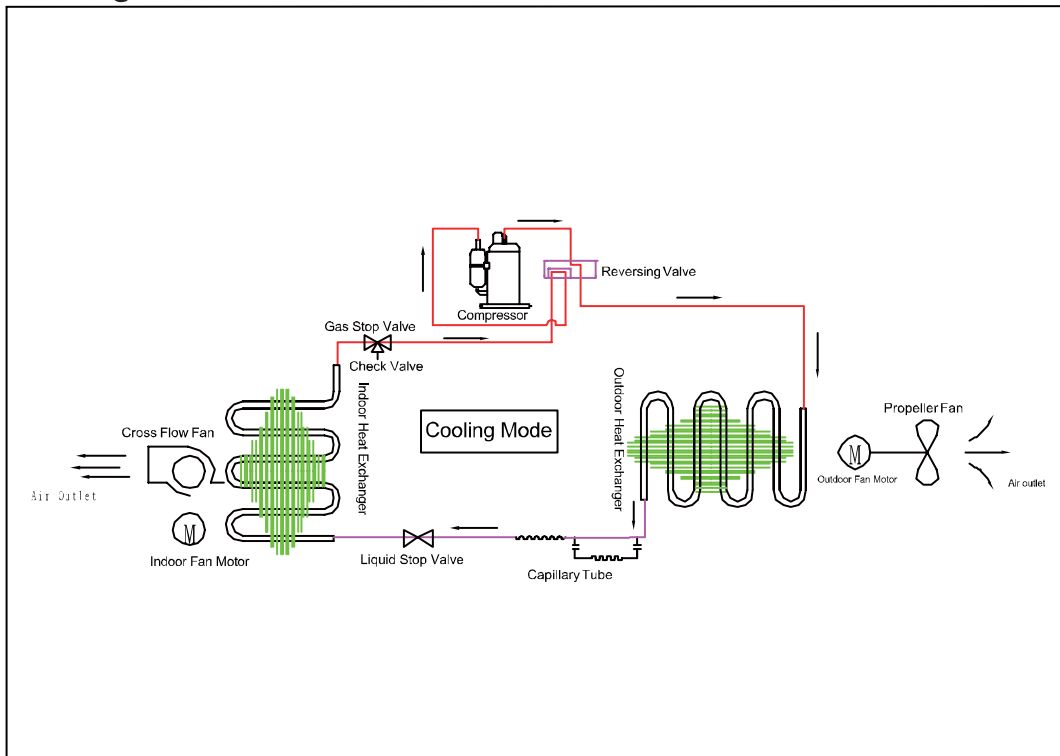 Reversing Valve
Compressor
Gas Stop Valve
Check Valve
Indoor Heat Exchanger
Outdoor Heat Exchanger
Cooling Mode
Propeller Fan
Cross Flow Fan
M
Outdoor Fan Motor
Air outlet
Air Outlet
M
Indoor Fan Motor
Liquid Stop Valve
Capillary Tube